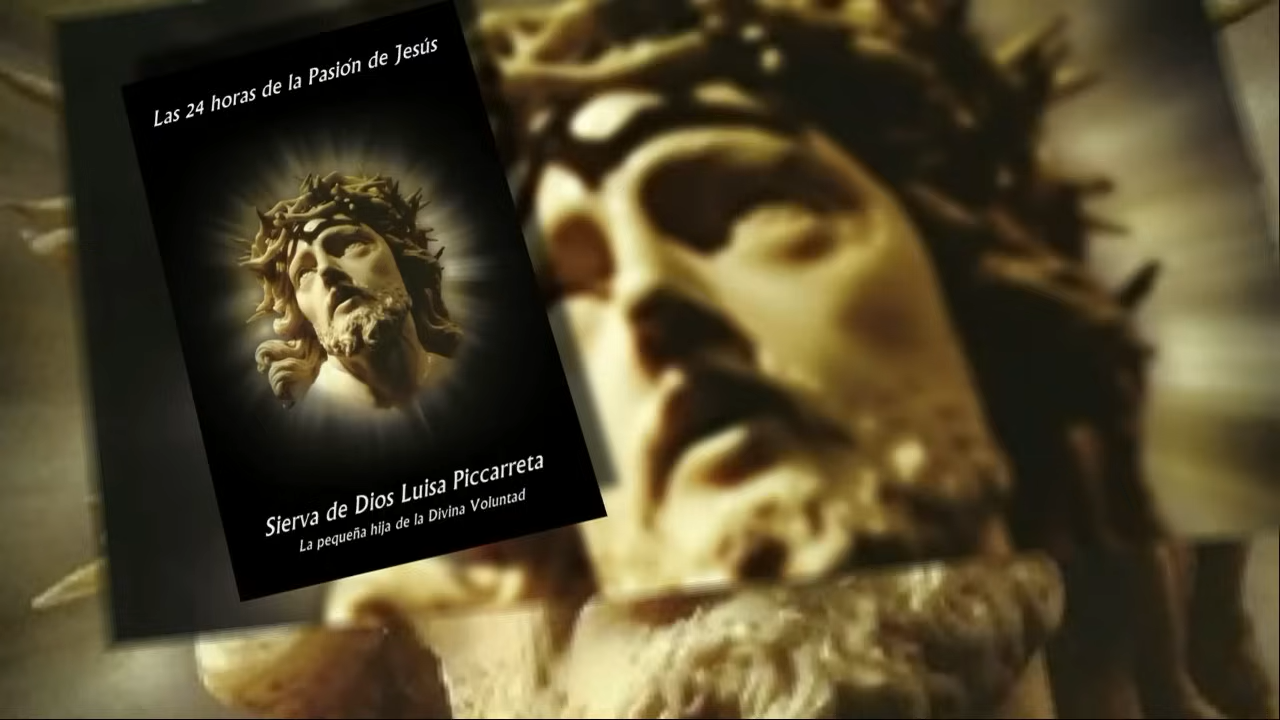 Las 24 horas de la Pasión de Jesús
Sierva de Dios Luisa Piccarreta
La pequeña hija de la Divina Voluntad